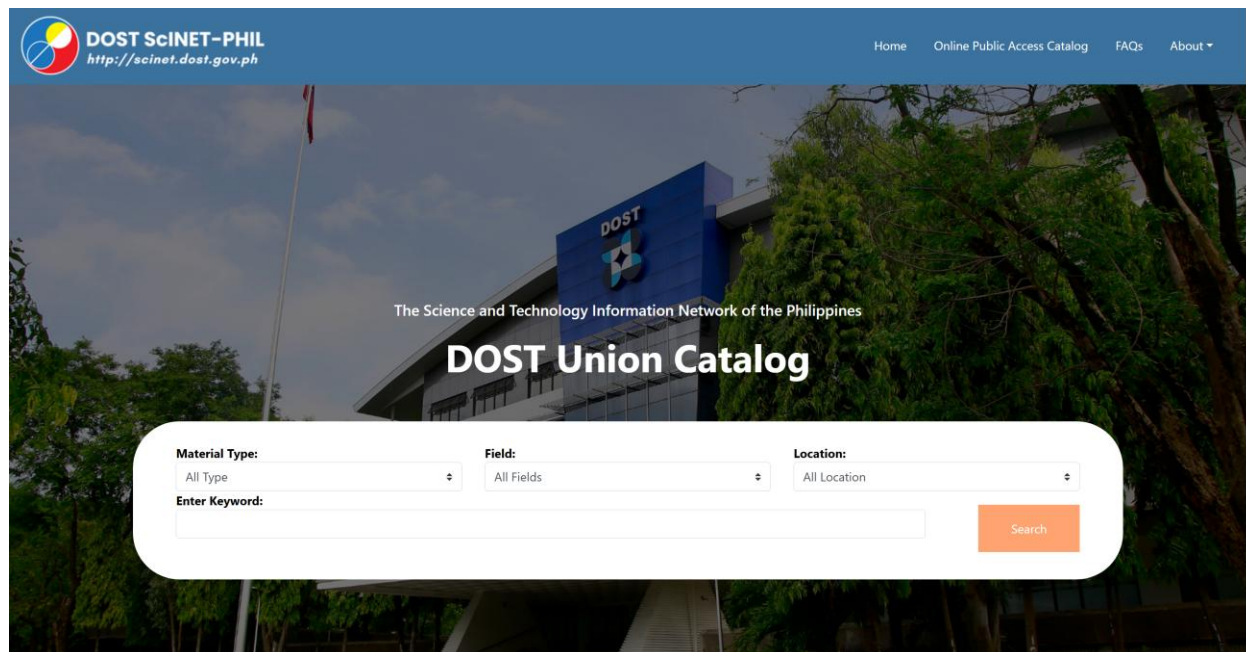 DOST ScINET-PHIL
http://scinet.dost.gov.ph
Home Online Public Access Catalog FAQs About
DOST
The Science and Technology Information Network of the Philippines
DOST Union Catalog
Material Type: Field: Location:
All Type All Fields All Location
Enter Keyword:
Search